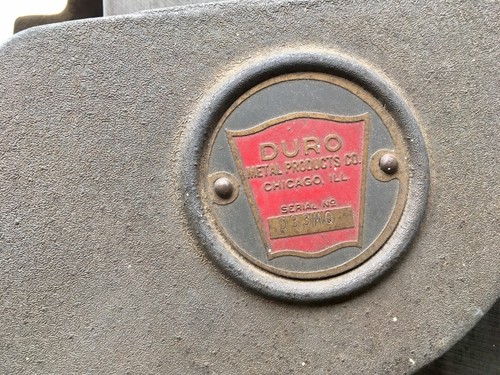 DURO
METAL PRODUCTS CO.
CHICAGO, ILL
SERIAL NO.